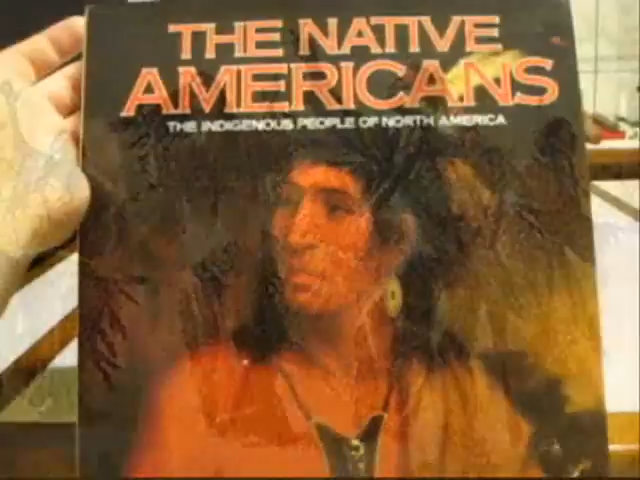 THE NATIVE
AMERICANS
THE INDIGENOUS PEOPLE OF NORTH AMERICA